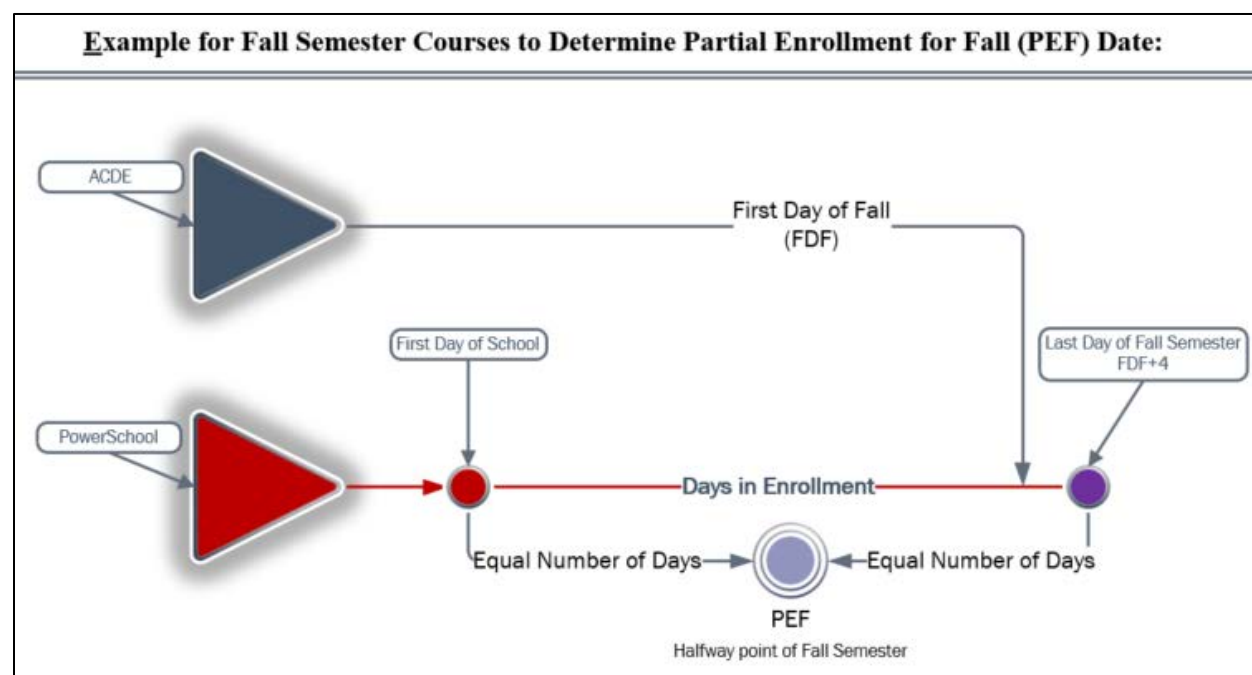 Example for Fall Semester Courses to Determine Partial Enrollment for Fall (PEF) Date:
ACDE
First Day of Fall
(FDF)
First Day of School
Last Day of Fall Semester
FDF+4
PowerSchool
Days in Enrollment
Equal Number of Days
Equal Number of Days
PEF
Halfway point of Fall Semester